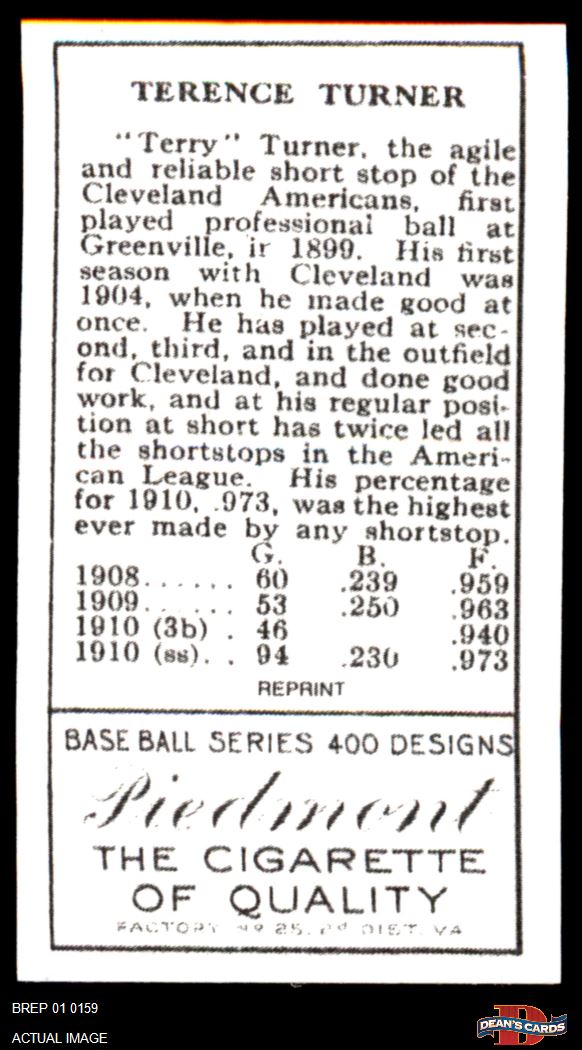 TERENCE TURNER
"Terry" Turner, the agile
and reliable short stop of the
Cleveland Americans, first
played professional ball at
Greenville, ir 1899. His first
season with Cleveland was
1904, when he made good at
once. He has played at sec-
ond, third, and in the outfield
for Cleveland, and done good
work, and at his regular posi-
tion at short has twice led all
the shortstops in the Ameri-
can League. His percentage
for 1910, .973, was the highest
ever made by any shortstop.
G. B. F.
1908...... 60 .239 .959
1909...... 53 .250 .963
1910 (3b) . 46 .940
1910 (ss). . 94 .230 .973
REPRINT
BASE BALL SERIES 400 DESIGNS
Piedmont
THE CIGARETTE
OF QUALITY
FACTORY No 25. 2d DIST. VA
BREP 01 0159
ACTUAL IMAGE
D
DEAN'S CARDS